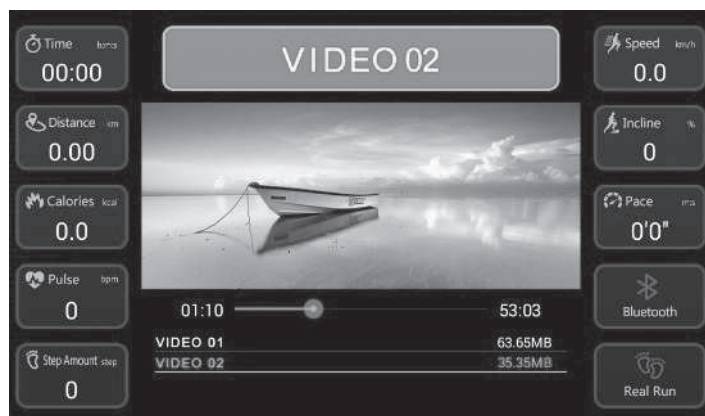 Time h:m:s
00:00
Distance km
0.00
Calories kcal
0.0
Pulse bpm
0
Step Amount step
0
VIDEO 02
01:10
53:03
VIDEO 01 63.65MB
VIDEO 02 35.35MB
Speed km/h
0.0
Incline %
0
Pace
0'0"
Bluetooth
Real Run